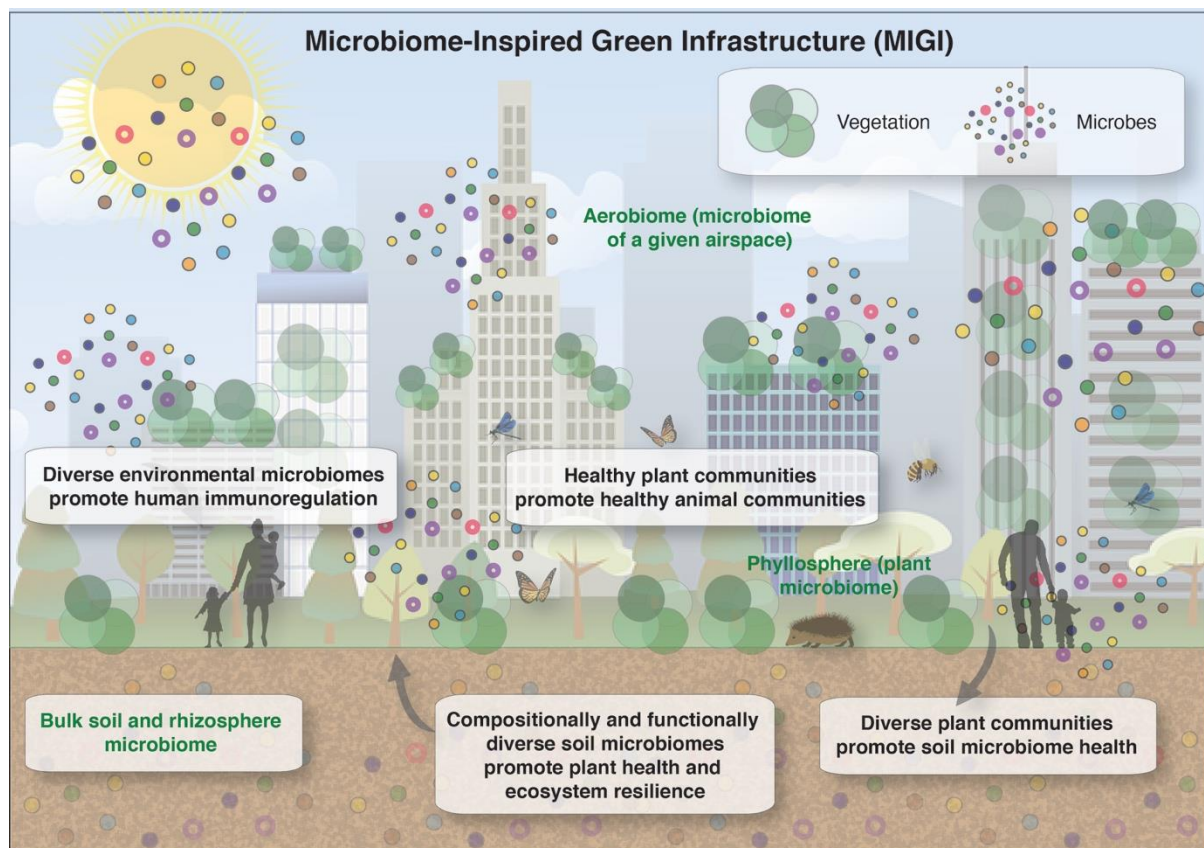 Microbiome-Inspired Green Infrastructure (MIGI)
Vegetation
Microbes
Aerobiome (microbiome
of a given airspace)
Diverse environmental microbiomes
promote human immunoregulation
Healthy plant communities
promote healthy animal communities
Phyllosphere (plant
microbiome)
Bulk soil and rhizosphere
microbiome
Compositionally and functionally
diverse soil microbiomes
promote plant health and
ecosystem resilience
Diverse plant communities
promote soil microbiome health